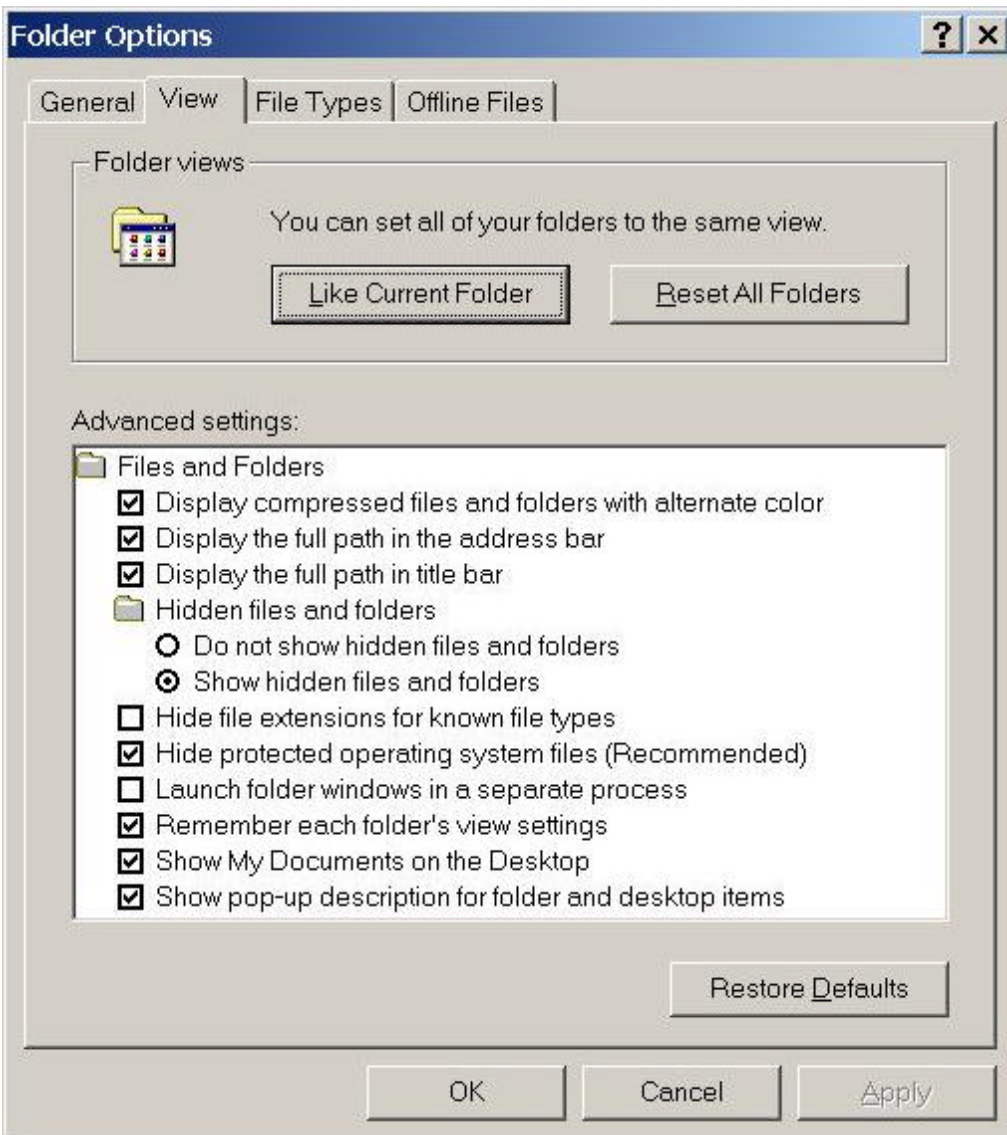 Folder Options
General View File Types Offline Files
Folder views
You can set all of your folders to the same view.
Like Current Folder Reset All Folders
Advanced settings:
Files and Folders
Display compressed files and folders with alternate color
Display the full path in the address bar
Display the full path in title bar
Hidden files and folders
Do not show hidden files and folders
Show hidden files and folders
Hide file extensions for known file types
Hide protected operating system files (Recommended)
Launch folder windows in a separate process
Remember each folder's view settings
Show My Documents on the Desktop
Show pop-up description for folder and desktop items
Restore Defaults
OK Cancel Apply